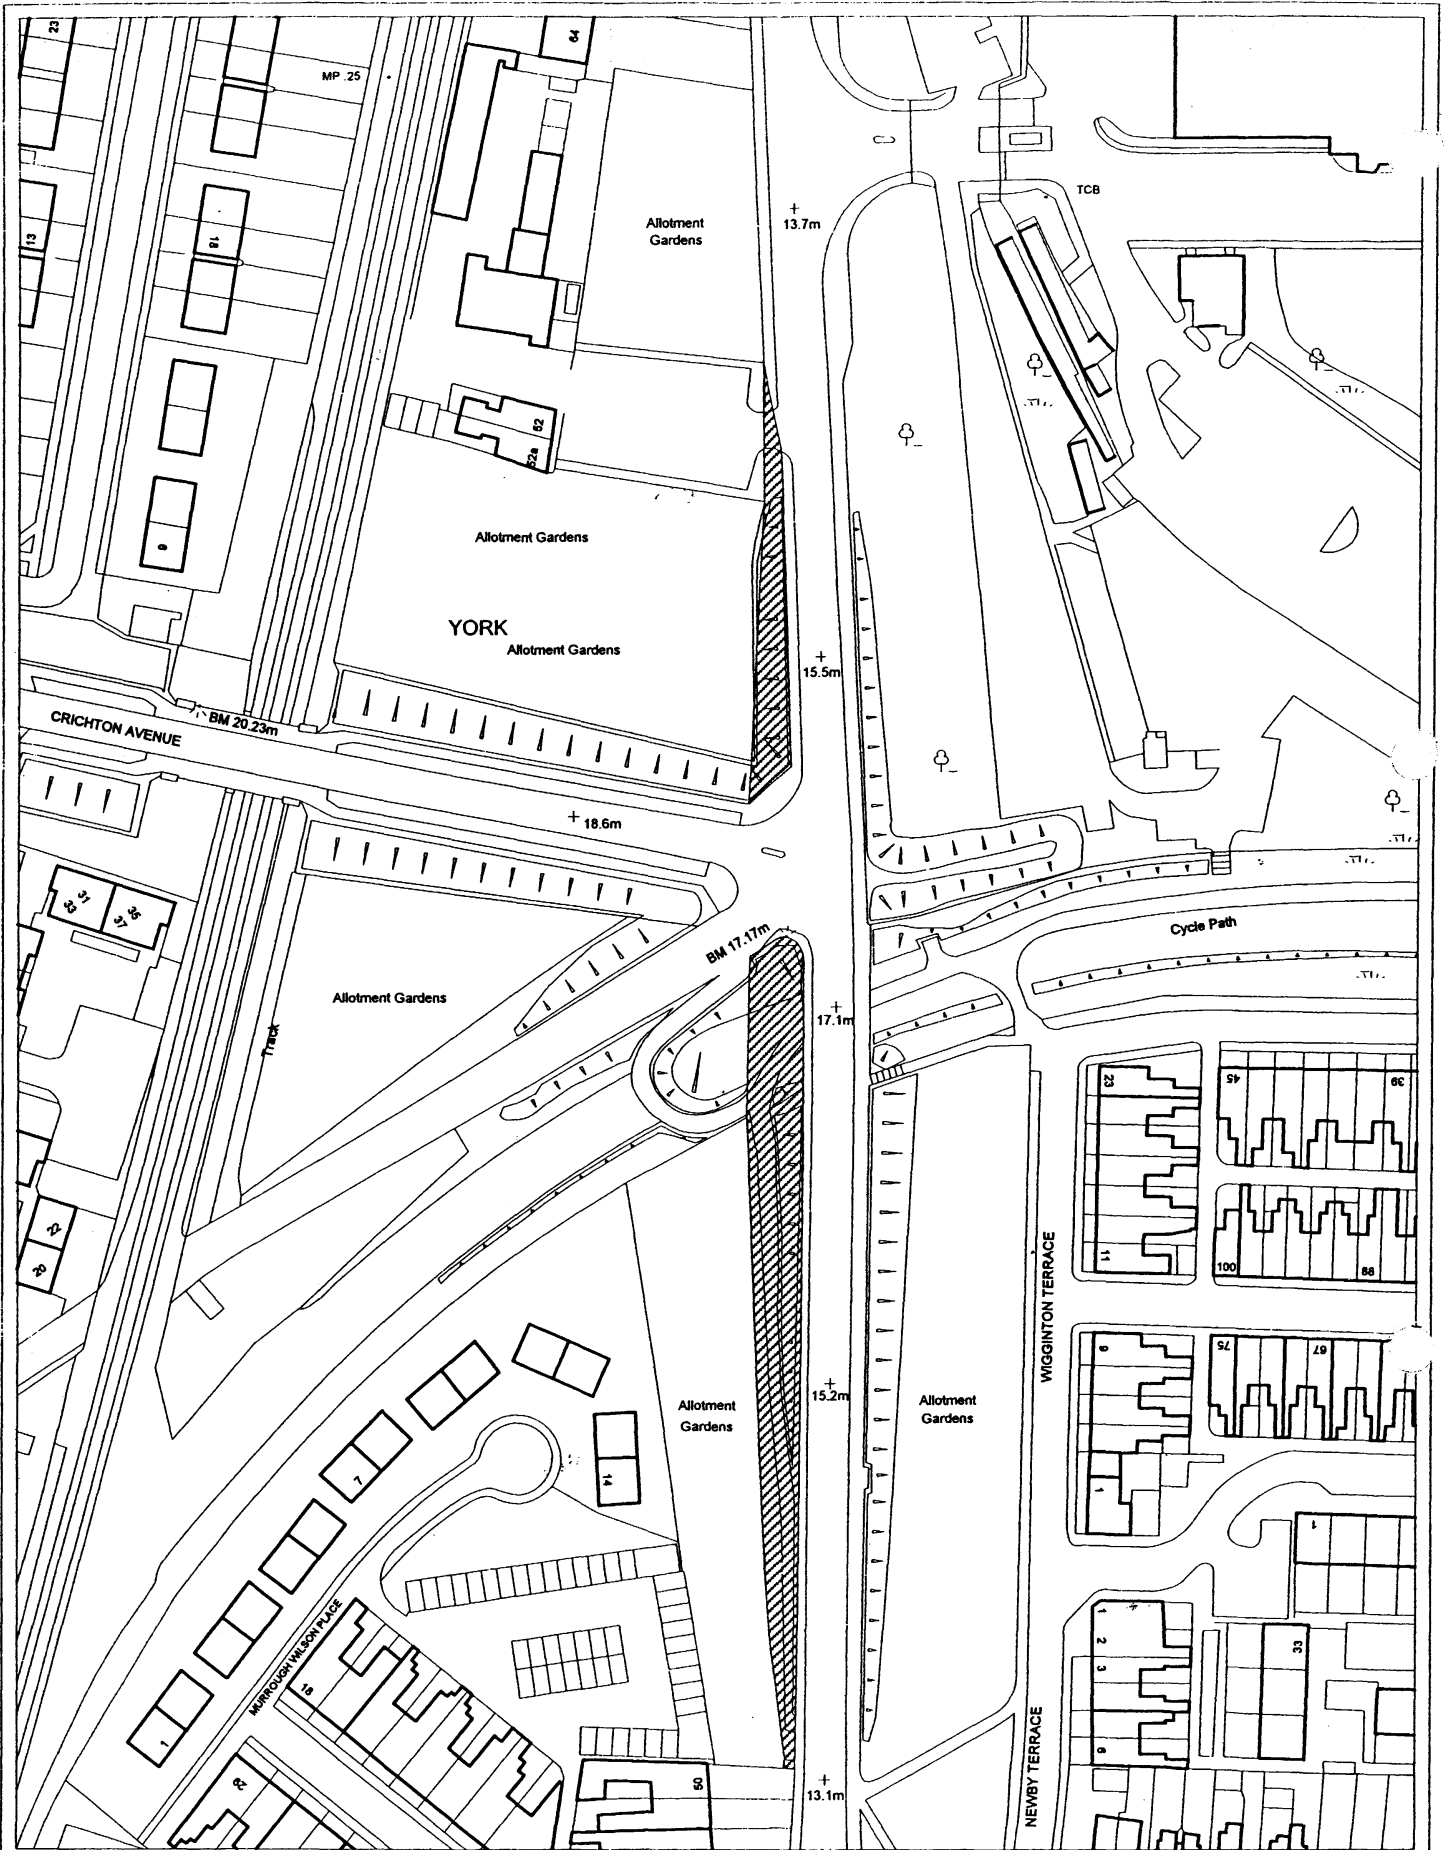 23
MP .25
64
TCB
13
18
Allotment
Gardens
13.7m
52
52a
Allotment Gardens
9
YORK
Allotment Gardens
15.5m
BM 20.23m
CRICHTON AVENUE
18.6m
31
33
35
37
Cycle Path
BM 17.17m
Allotment Gardens
17.1m
Track
23
45
39
22
20
11
100
88
WIGGINTON TERRACE
9
75
67
15.2m
Allotment
Gardens
Allotment
Gardens
7
14
1
1
MURROUGH WILSON PLACE
18
1
1
2
3
6
33
NEWBY TERRACE
29
50
13.1m